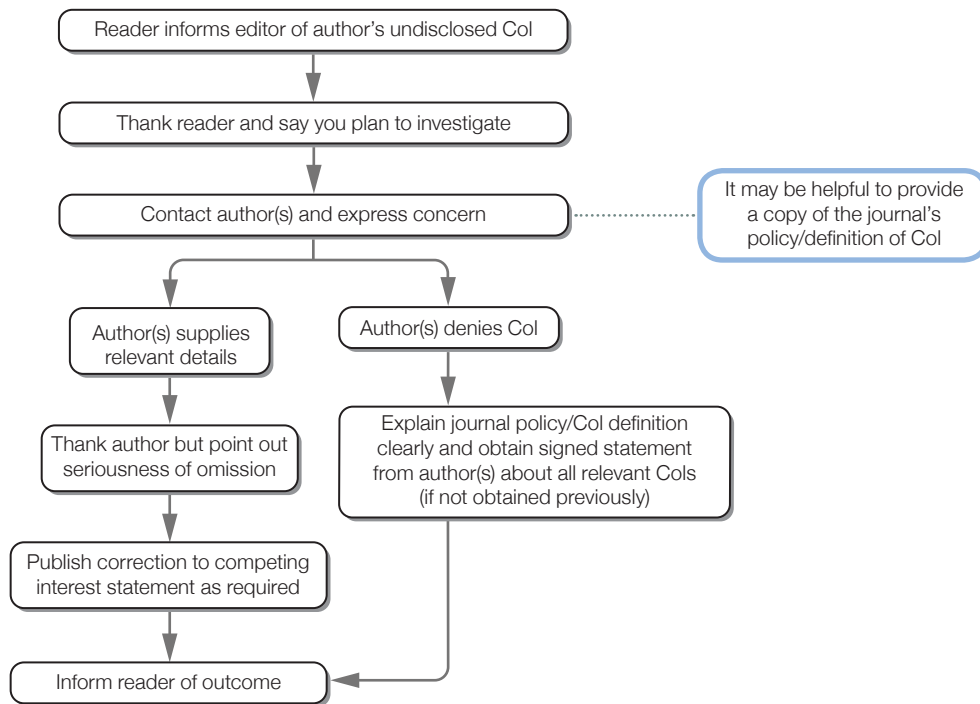 Reader informs editor of author’s undisclosed CoI
Thank reader and say you plan to investigate
Contact author(s) and express concern
It may be helpful to provide
a copy of the journal’s
policy/definition of CoI
Author(s) supplies
relevant details
Author(s) denies CoI
Thank author but point out
seriousness of omission
Explain journal policy/CoI definition
clearly and obtain signed statement
from author(s) about all relevant CoIs
(if not obtained previously)
Publish correction to competing
interest statement as required
Inform reader of outcome